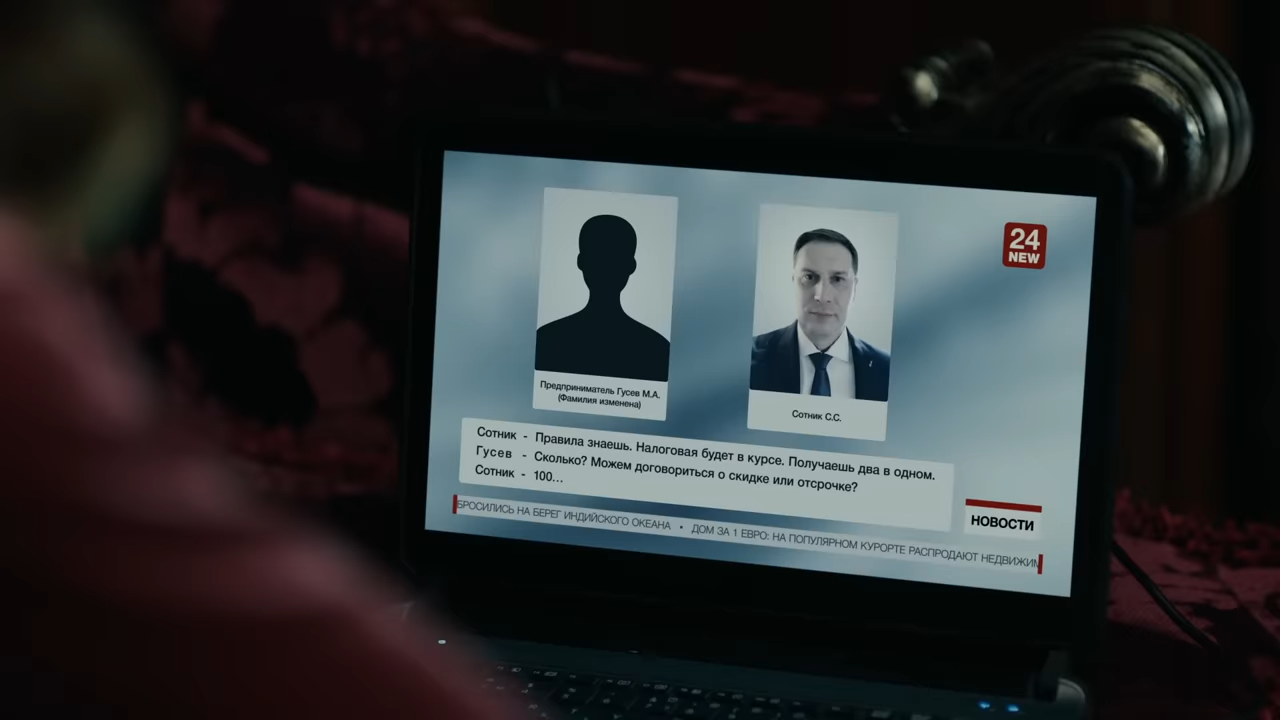 24
NEW
Предприниматель Гусев М.А.
(Фамилия изменена)
Сотник С.С.
Сотник - Правила знаешь. Налоговая будет в курсе. Получаешь два в одном.
Гусев - Сколько? Можем договориться о скидке или отсрочке?
Сотник - 100...
НОВОСТИ
БРОСИЛИСЬ НА БЕРЕГ ИНДИЙСКОГО ОКЕАНА • ДОМ ЗА 1 ЕВРО: НА ПОПУЛЯРНОМ КУРОРТЕ РАСПРОДАЮТ НЕДВИЖИМ